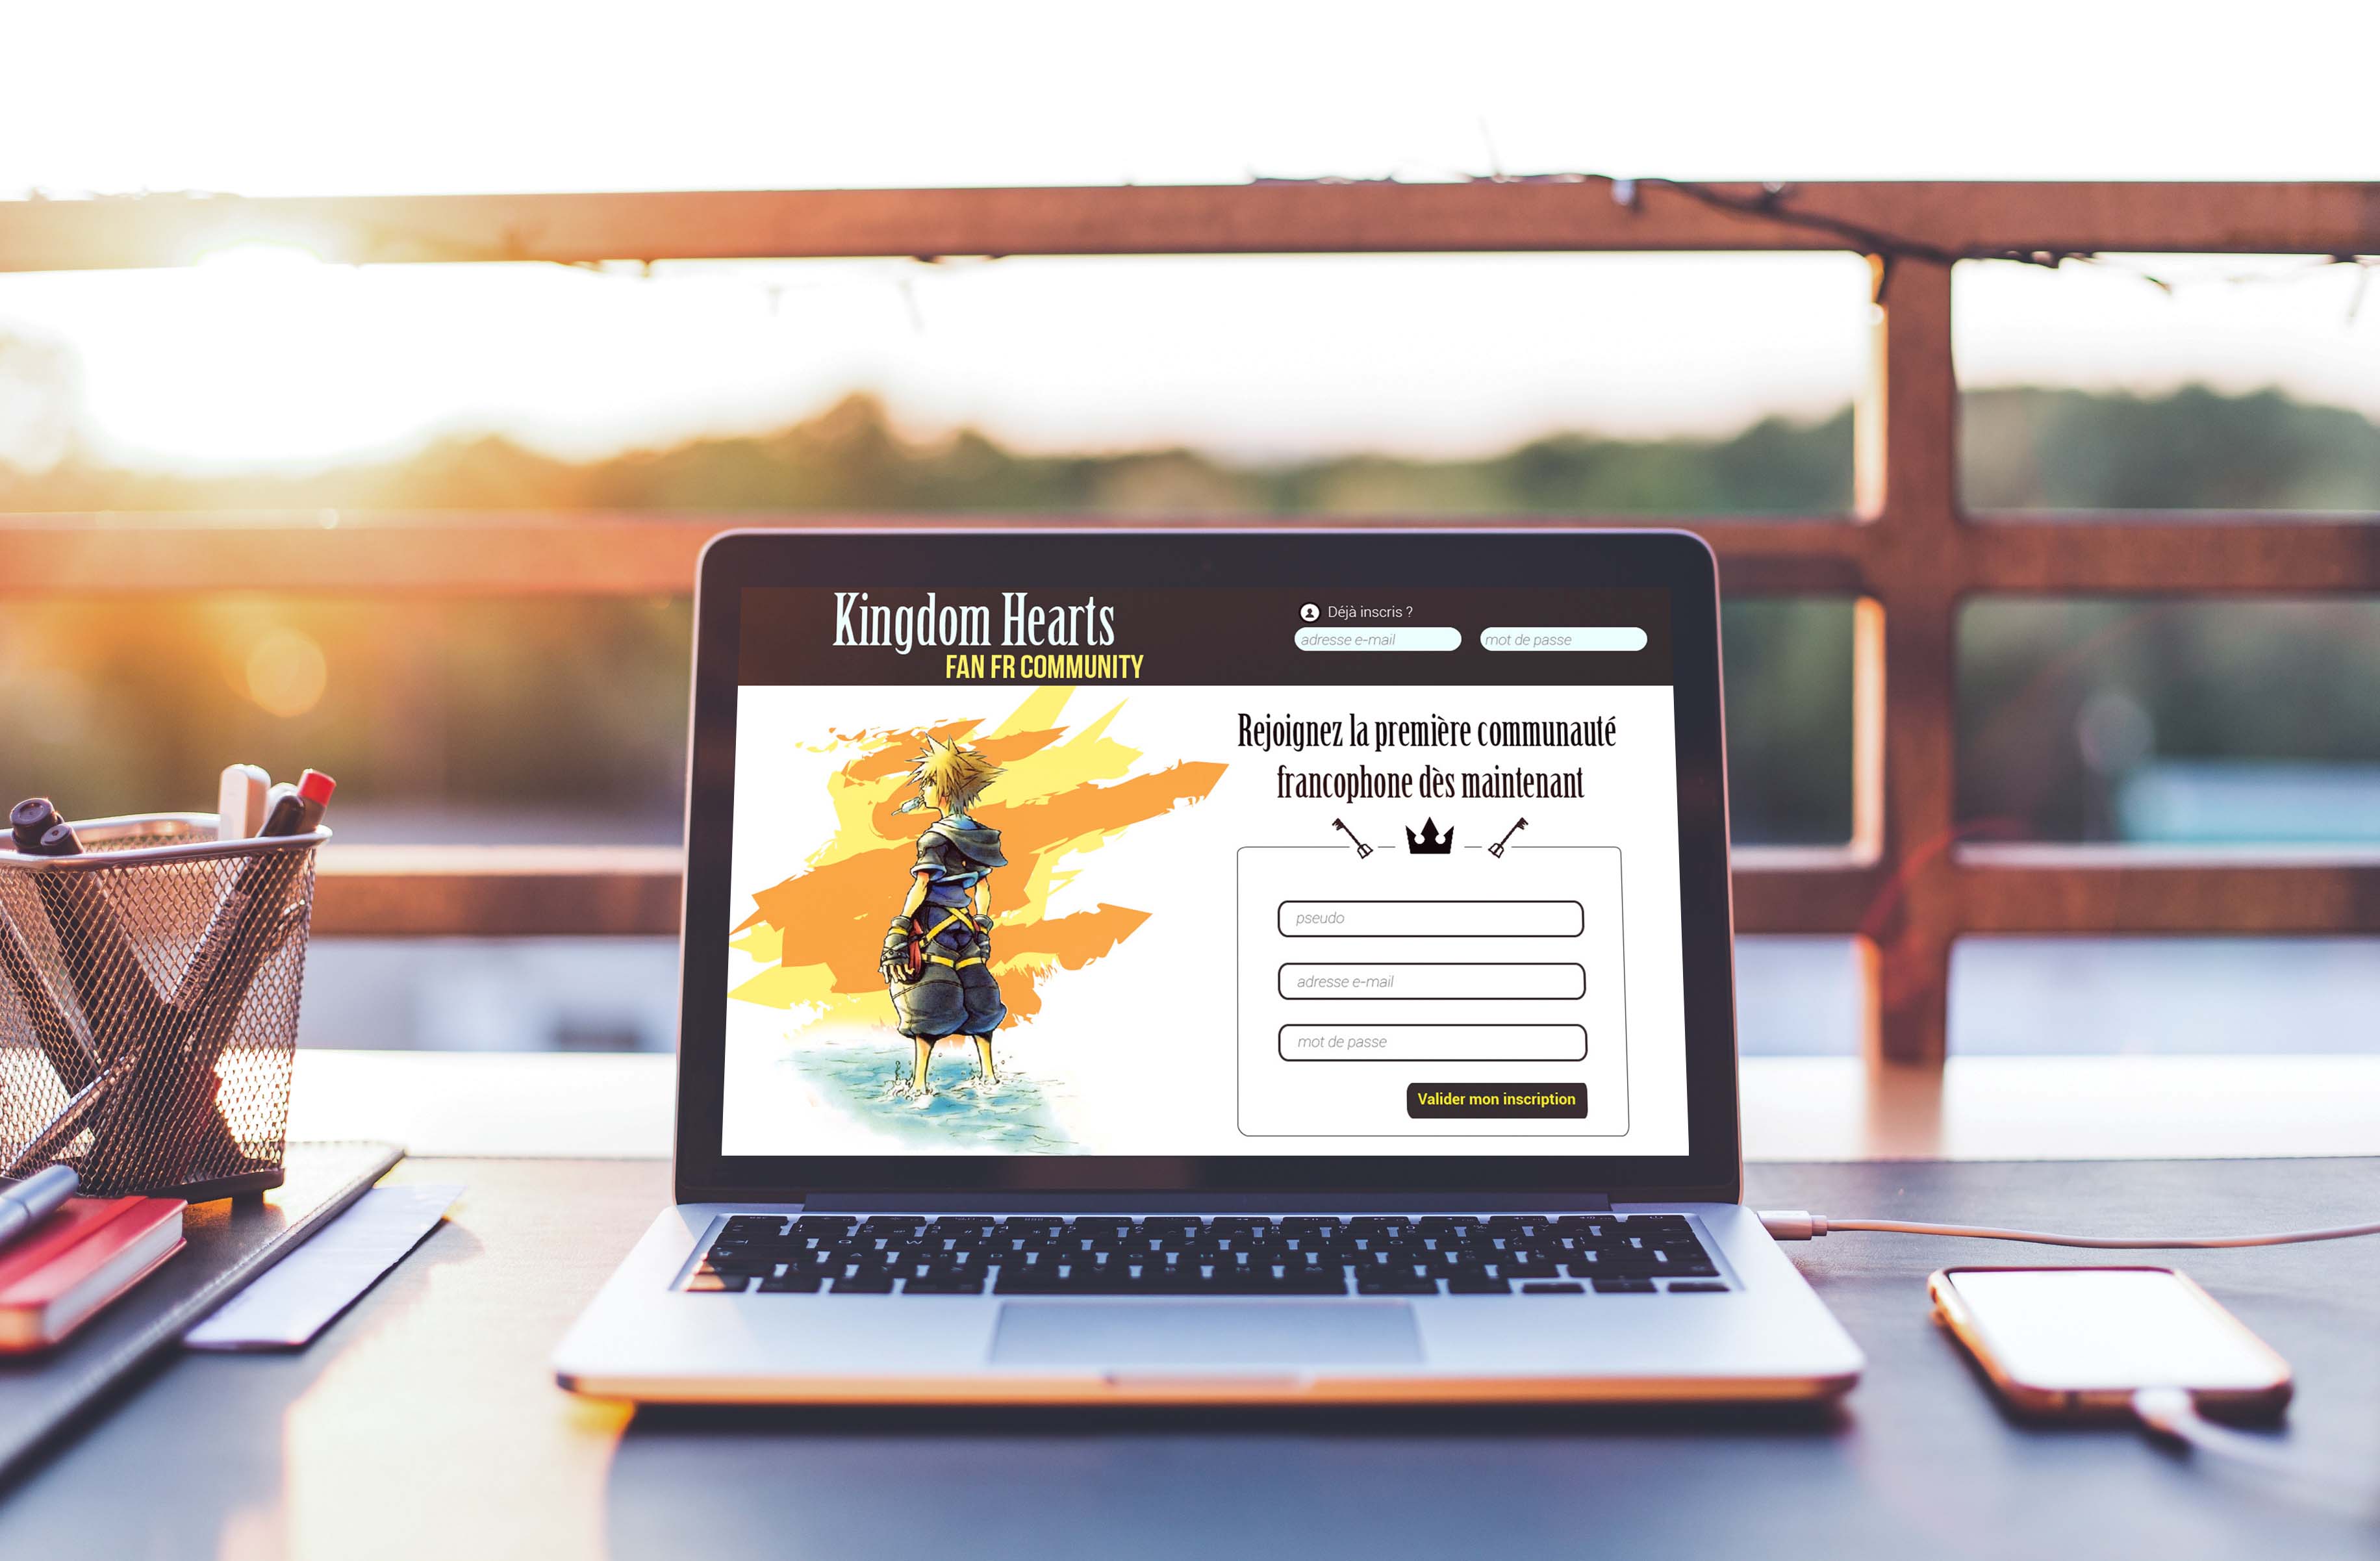 Kingdom Hearts
FAN FR COMMUNITY
Déjà inscris ?
adresse e-mail
mot de passe
Rejoignez la première communauté
francophone dès maintenant
pseudo
adresse e-mail
mot de passe
Valider mon inscription